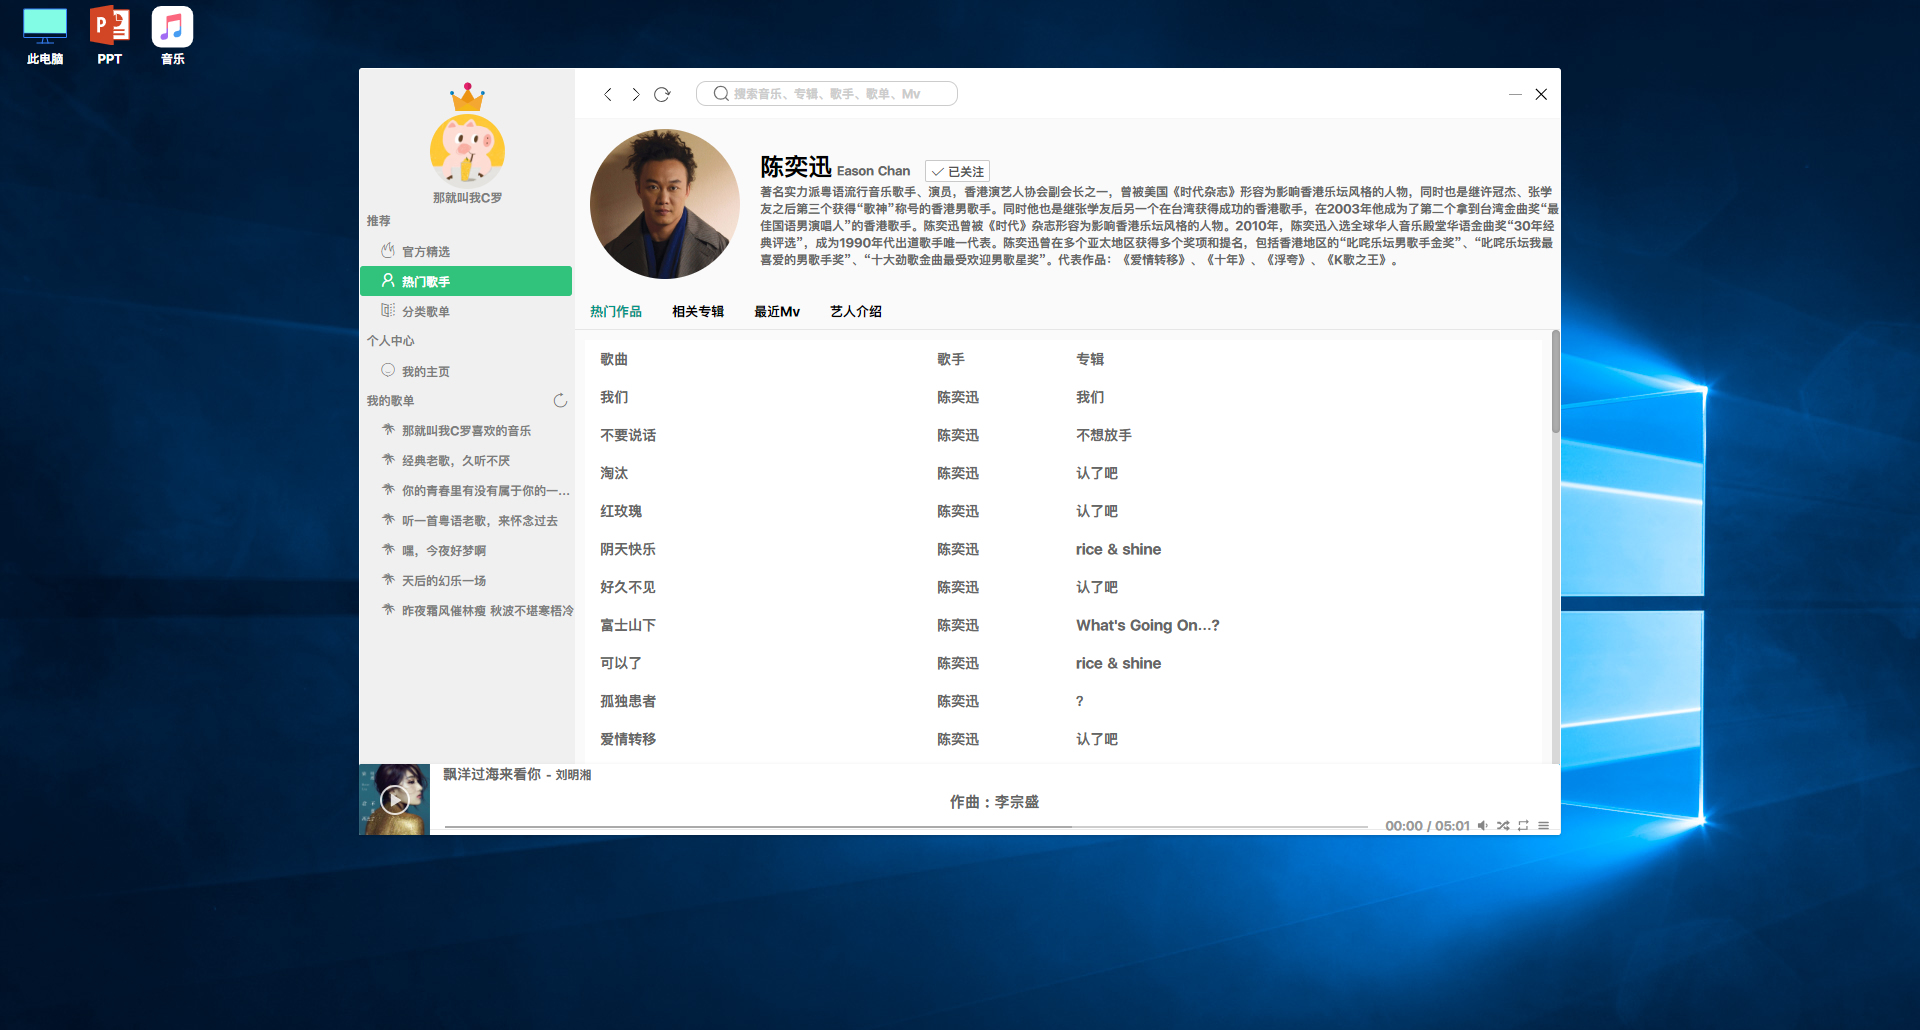 此电脑
PPT
音乐
搜索音乐、专辑、歌手、歌单、Mv
那就叫我C罗
推荐
官方精选
热门歌手
分类歌单
个人中心
我的主页
我的歌单
那就叫我C罗喜欢的音乐
经典老歌，久听不厌
你的青春里有没有属于你的一...
听一首粤语老歌，来怀念过去
嘿，今夜好梦啊
天后的幻乐一场
昨夜霜风催林瘦 秋波不堪寒梧冷
陈奕迅 Eason Chan 已关注
著名实力派粤语流行音乐歌手、演员，香港演艺人协会副会长之一，曾被美国《时代杂志》形容为影响香港乐坛风格的人物，同时也是继许冠杰、张学
友之后第三个获得“歌神”称号的香港男歌手。同时他也是继张学友后另一个在台湾获得成功的香港歌手，在2003年他成为了第二个拿到台湾金曲奖“最
佳国语男演唱人”的香港歌手。陈奕迅曾被《时代》杂志形容为影响香港乐坛风格的人物。2010年，陈奕迅入选全球华人音乐殿堂华语金曲奖“30年经
典评选”，成为1990年代出道歌手唯一代表。陈奕迅曾在多个亚太地区获得多个奖项和提名，包括香港地区的“叱咤乐坛男歌手金奖”、“叱咤乐坛我最
喜爱的男歌手奖”、“十大劲歌金曲最受欢迎男歌星奖”。代表作品：《爱情转移》、《十年》、《浮夸》、《K歌之王》。
热门作品 相关专辑 最近Mv 艺人介绍
歌曲 歌手 专辑
我们 陈奕迅 我们
不要说话 陈奕迅 不想放手
淘汰 陈奕迅 认了吧
红玫瑰 陈奕迅 认了吧
阴天快乐 陈奕迅 rice & shine
好久不见 陈奕迅 认了吧
富士山下 陈奕迅 What's Going On…?
可以了 陈奕迅 rice & shine
孤独患者 陈奕迅 ?
爱情转移 陈奕迅 认了吧
飘洋过海来看你 - 刘明湘
作曲 : 李宗盛
00:00 / 05:01